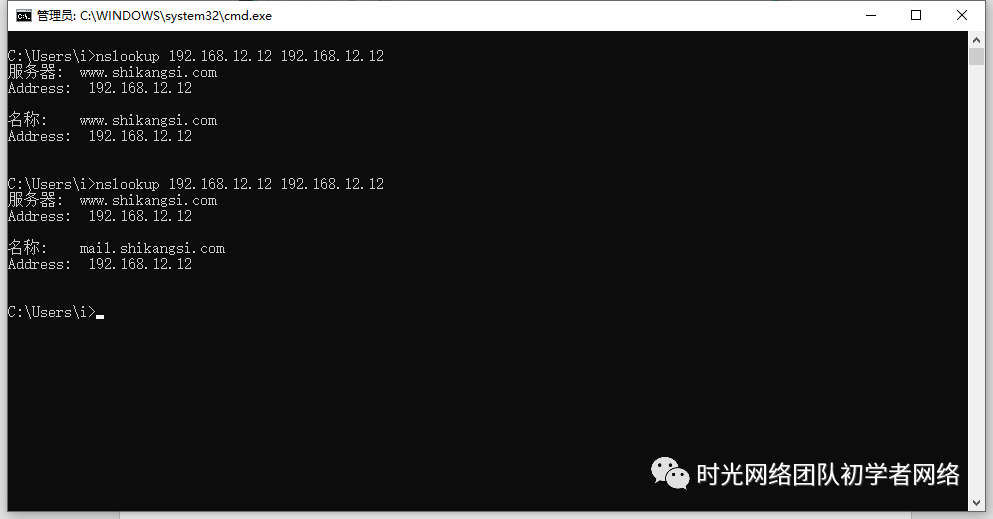 管理员: C:\WINDOWS\system32\cmd.exe
C:\Users\i>nslookup 192.168.12.12 192.168.12.12
服务器:  www.shikangsi.com
Address:  192.168.12.12
名称:    www.shikangsi.com
Address:  192.168.12.12
C:\Users\i>nslookup 192.168.12.12 192.168.12.12
服务器:  www.shikangsi.com
Address:  192.168.12.12
名称:    mail.shikangsi.com
Address:  192.168.12.12
C:\Users\i>
时光网络团队初学者网络